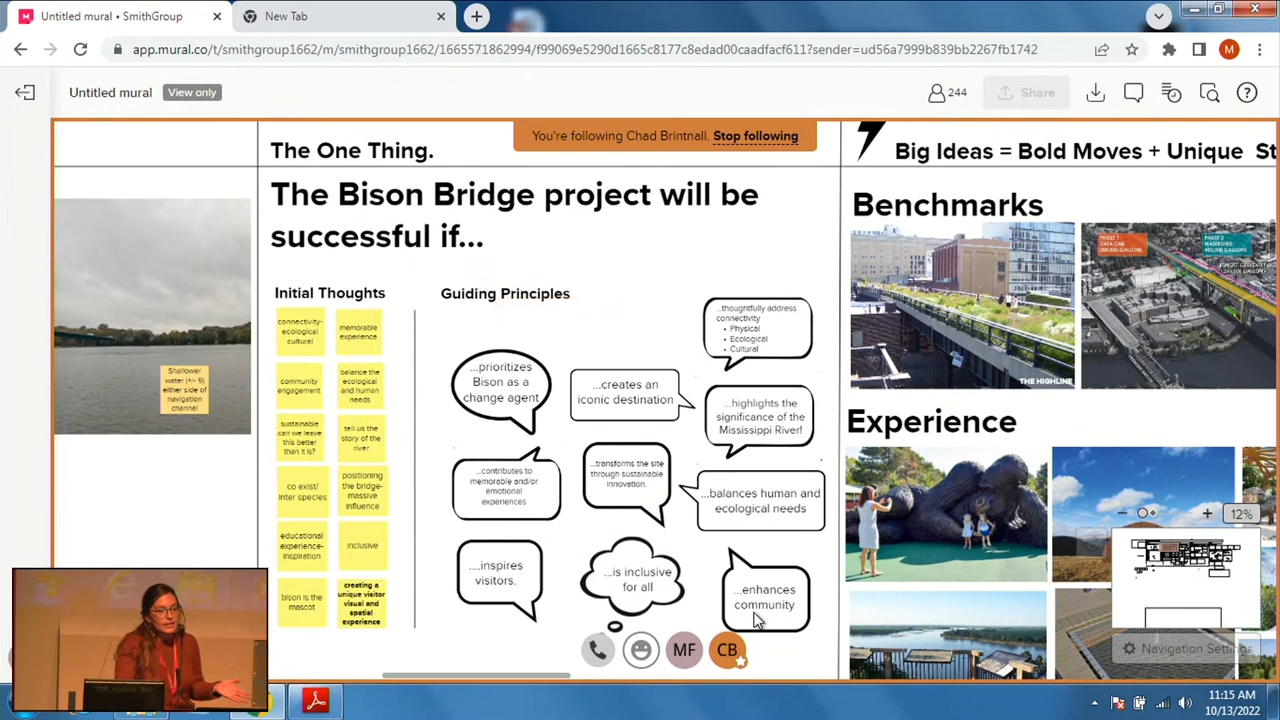 Untitled mural • SmithGroup
New Tab
app.mural.co/t/smithgroup1662/m/smithgroup1662/1665571862994/f99069e5290d1665c8177c8edad00caadfacf611?sender=ud56a7999b839bb2267fb1742
M
Untitled mural
View only
244
Share
You're following Chad Brintnall. Stop following
The One Thing.
Big Ideas = Bold Moves + Unique St
The Bison Bridge project will be
successful if...
Initial Thoughts
connectivity-
ecological
cultural
memorable
experience
community
engagement
balance the
ecological
and human
needs
sustainable
can we leave
this better
than it is?
tell us the
story of the
river
co exist/
inter species
positioning
the bridge-
massive
influence
educational
experience-
inspiration
inclusive
bison is the
mascot
creating a
unique visitor
visual and
spatial
experience
Shallower
water (+/- 9)
either side of
navigation
channel
Guiding Principles
...thoughtfully address
connectivity
• Physical
• Ecological
• Cultural
...prioritizes
Bison as a
change agent
...creates an
iconic destination
...highlights the
significance of the
Mississippi River!
...contributes to
memorable and/or
emotional
experiences
...transforms the site
through sustainable
innovation.
...balances human and
ecological needs
....inspires
visitors.
...is inclusive
for all
...enhances
community
Benchmarks
THE HIGHLINE
PHASE 1
PHASE 2
WATERSHED
Experience
12%
Navigation Settings
MF
CB
11:15 AM
10/13/2022